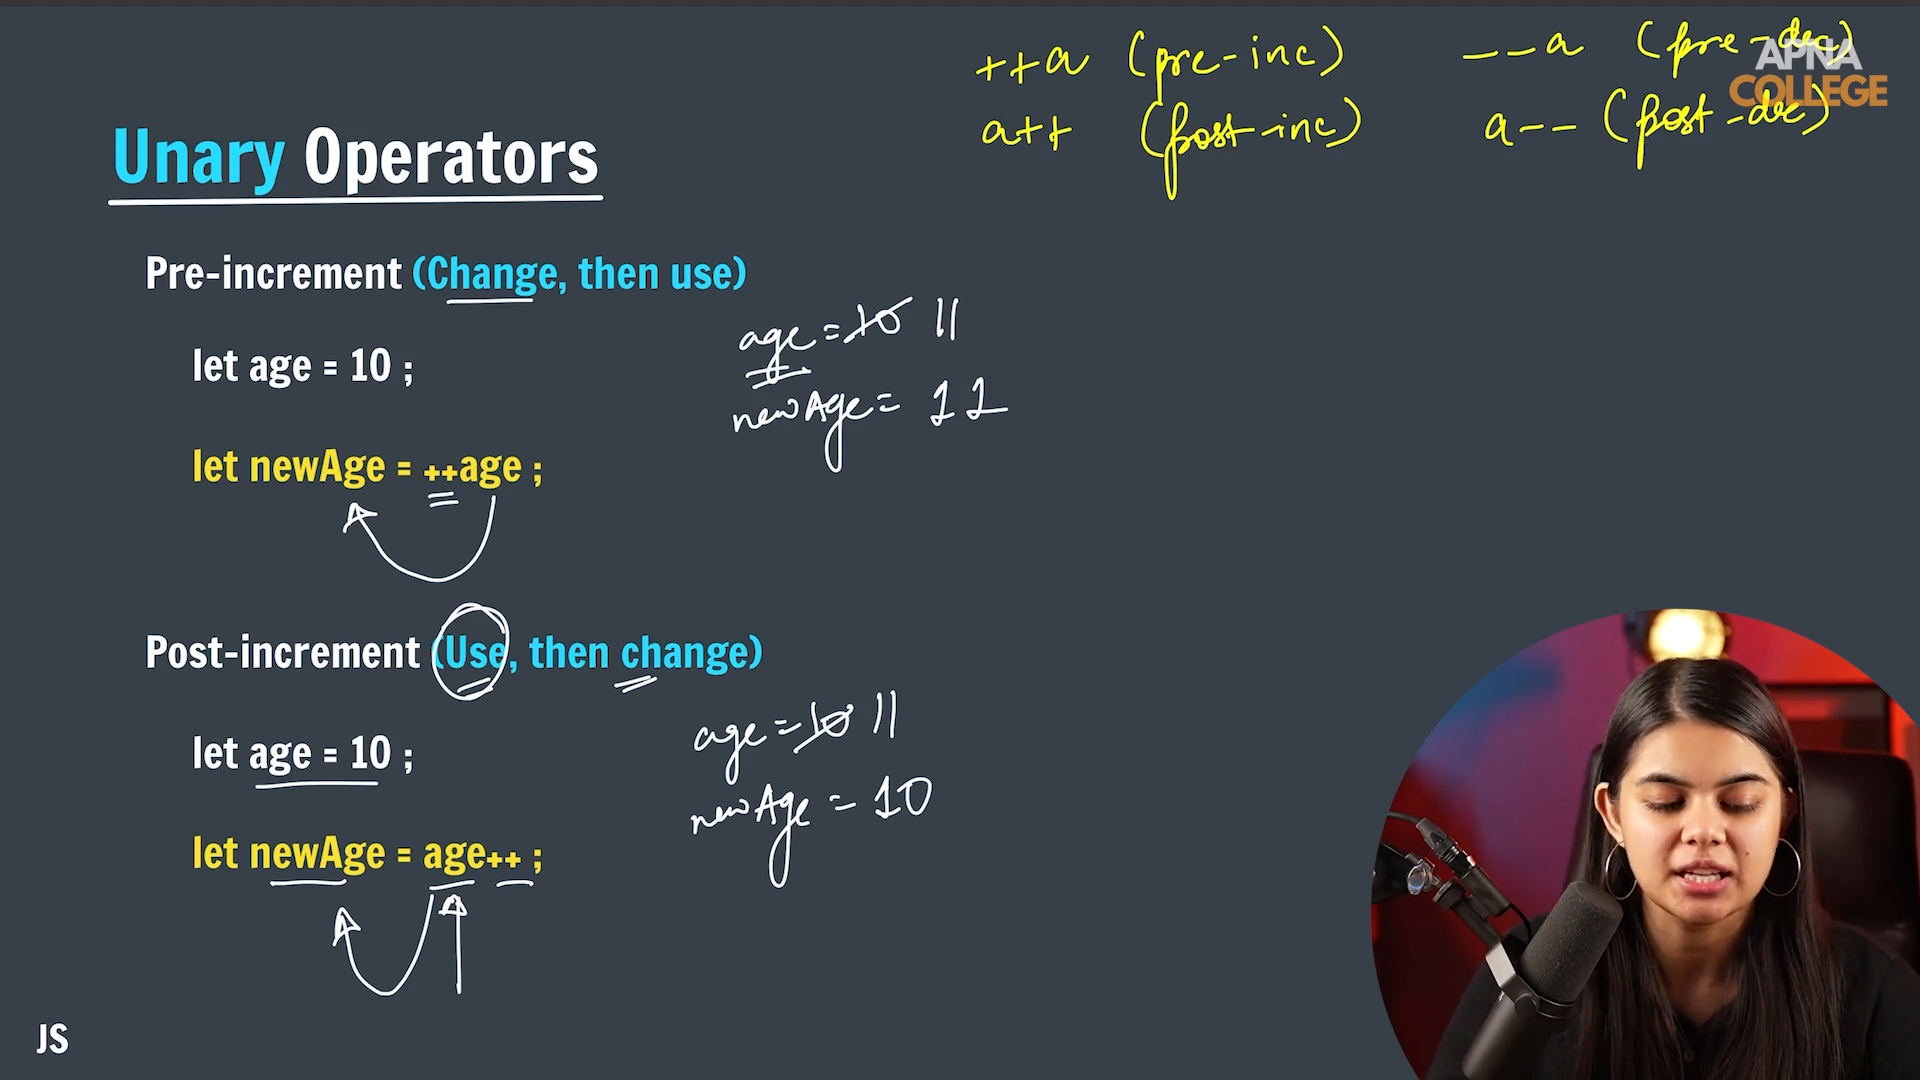 ++a (pre-inc) --a (pre-dec)
APNA
COLLEGE
a++ (post-inc) a-- (post-dec)
Unary Operators
Pre-increment (Change, then use)
let age = 10 ;
age = 10 11
newAge = 11
let newAge = ++age ;
Post-increment (Use, then change)
let age = 10 ;
age = 10 11
newAge = 10
let newAge = age++ ;
JS